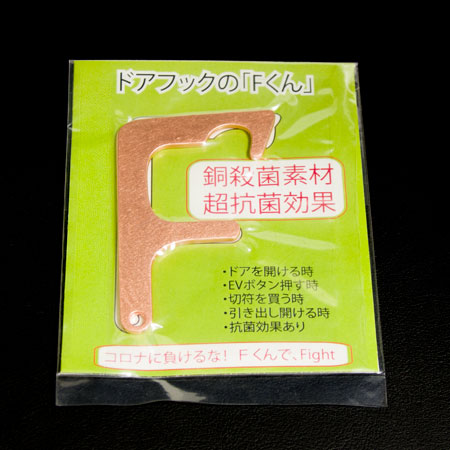 ドアフックの「Fくん」
銅殺菌素材
超抗菌効果
・ドアを開ける時
・EVボタン押す時
・切符を買う時
・引き出し開ける時
・抗菌効果あり
コロナに負けるな! Fくんで、Fight